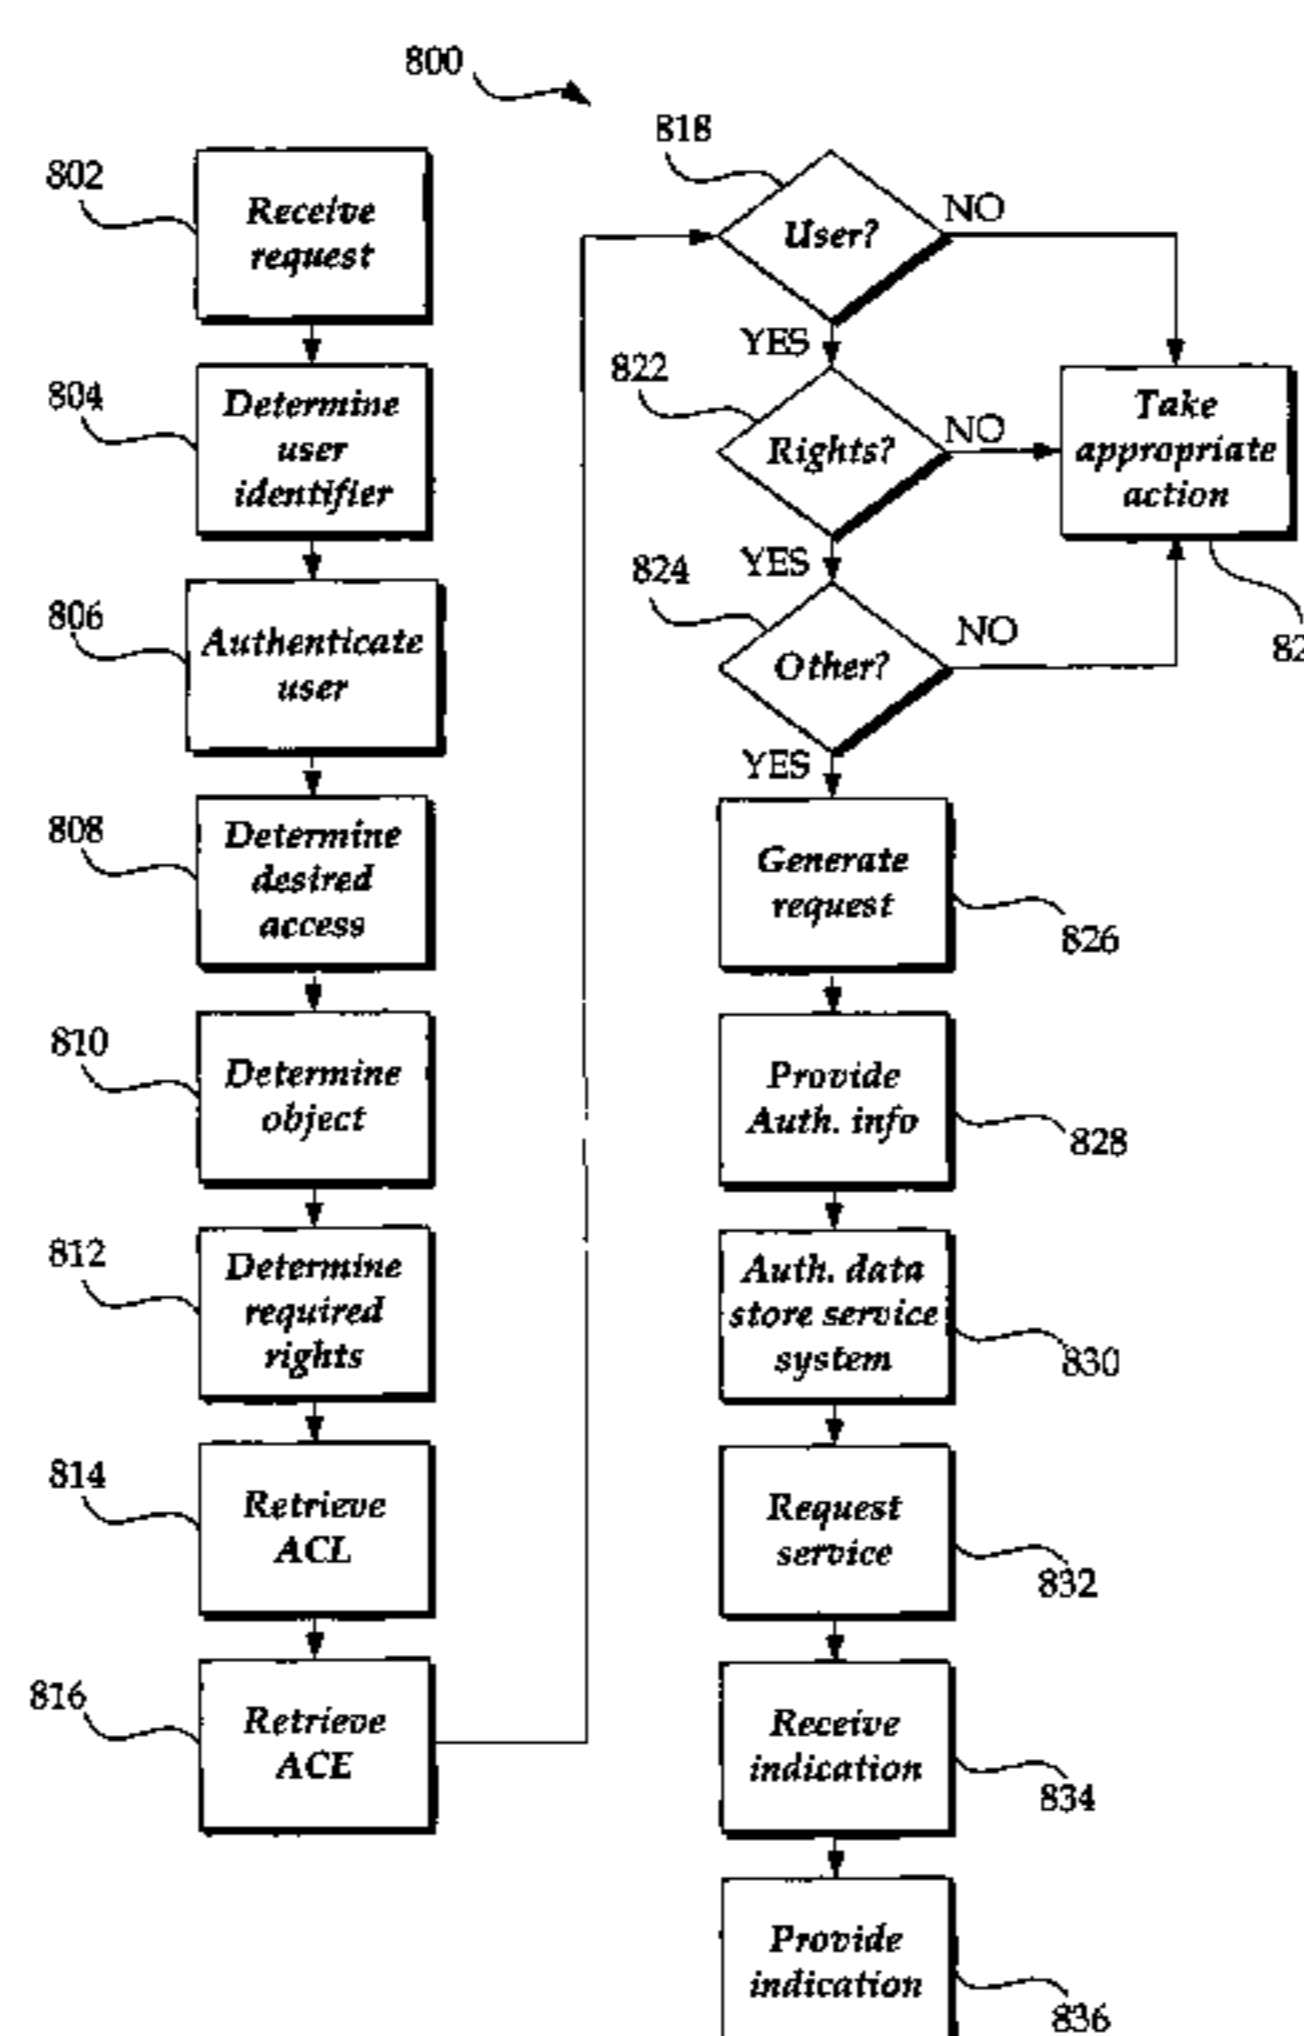 800
802
Receive
request
804
Determine
user
identifier
806
Authenticate
user
808
Determine
desired
access
810
Determine
object
812
Determine
required
rights
814
Retrieve
ACL
816
Retrieve
ACE
818
User?
NO
YES
822
Rights?
NO
Take
appropriate
action
YES
824
Other?
NO
YES
Generate
request
826
Provide
Auth. info
828
Auth. data
store service
system
830
Request
service
832
Receive
indication
834
Provide
indication
836